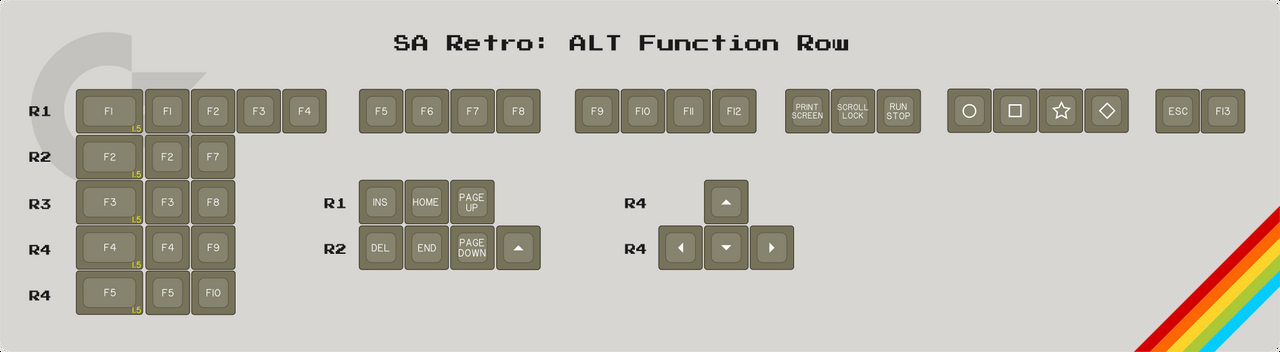 SA Retro: ALT Function Row
R1 F1 1.5 F1 F2 F3 F4 F5 F6 F7 F8 F9 F10 F11 F12 PRINT SCREEN SCROLL LOCK RUN STOP ESC F13
R2 F2 1.5 F2 F7
R3 F3 1.5 F3 F8 R1 INS HOME PAGE UP R4
R4 F4 1.5 F4 F9 R2 DEL END PAGE DOWN R4
R4 F5 1.5 F5 F10